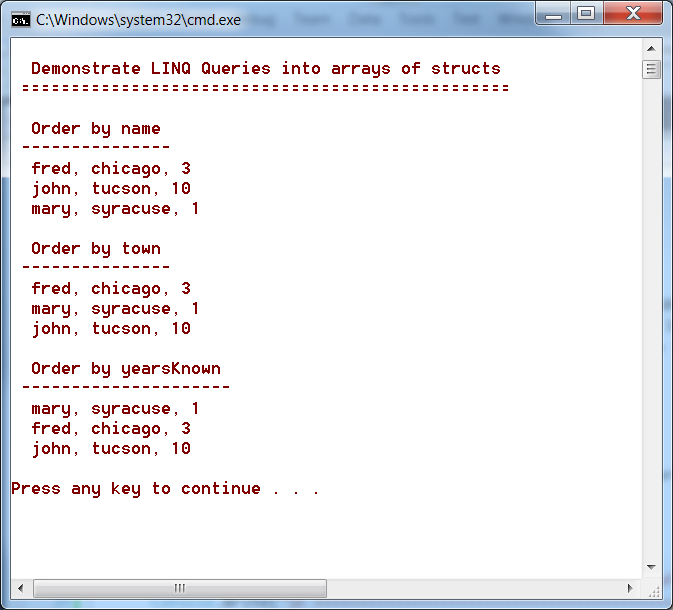 C:\Windows\system32\cmd.exe
Demonstrate LINQ Queries into arrays of structs
-------------------------------------------------
Order by name
---------------
fred, chicago, 3
john, tucson, 10
mary, syracuse, 1
Order by town
---------------
fred, chicago, 3
mary, syracuse, 1
john, tucson, 10
Order by yearsKnown
---------------------
mary, syracuse, 1
fred, chicago, 3
john, tucson, 10
Press any key to continue . . .